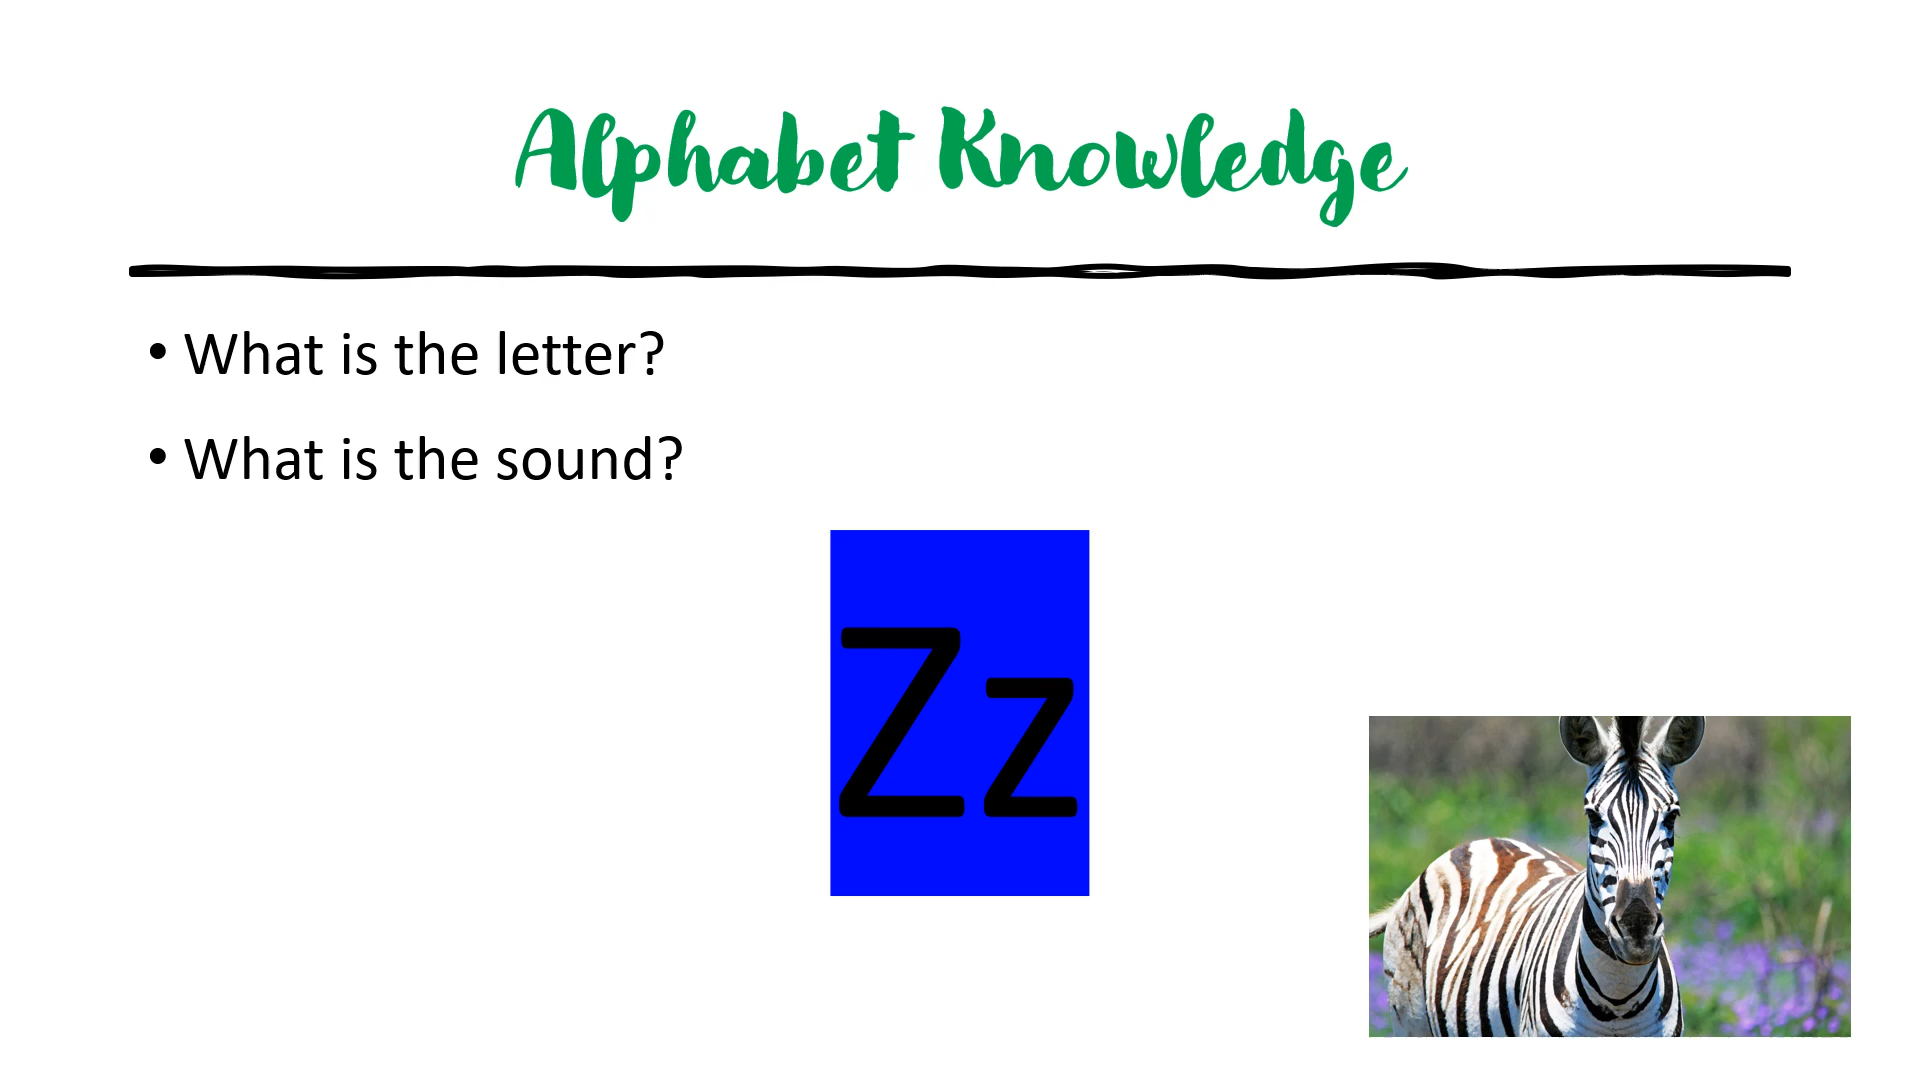 Alphabet Knowledge
• What is the letter?
• What is the sound?
Zz